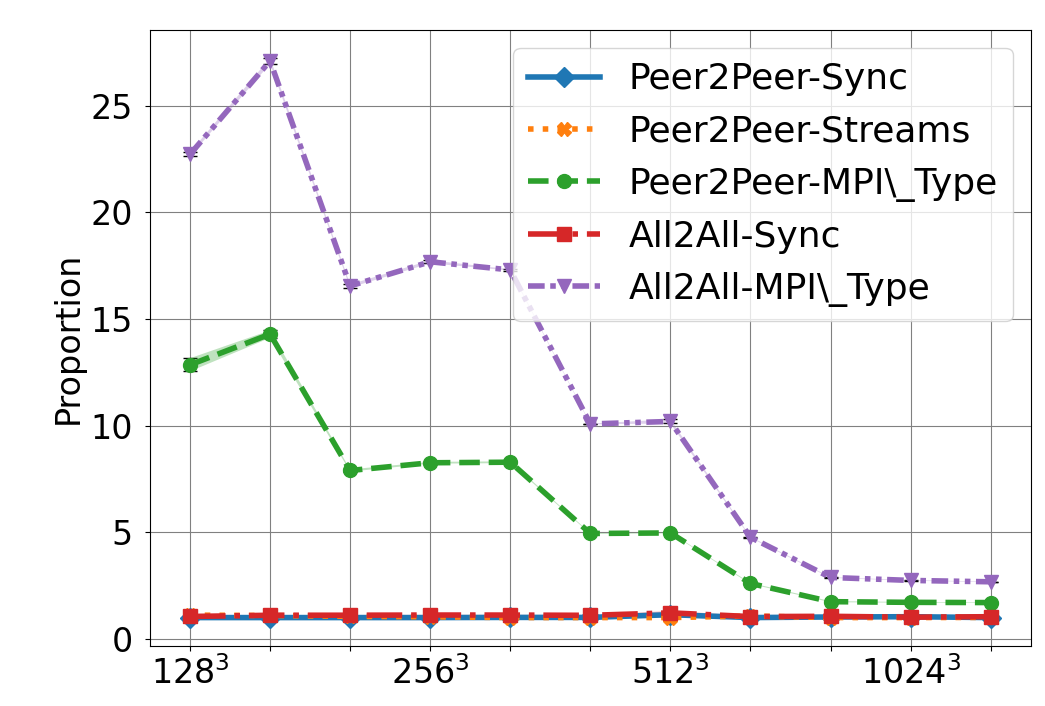 Peer2Peer-Sync
Peer2Peer-Streams
Peer2Peer-MPI\_Type
All2All-Sync
All2All-MPI\_Type
Proportion
25
20
15
10
5
0
128³ 256³ 512³ 1024³